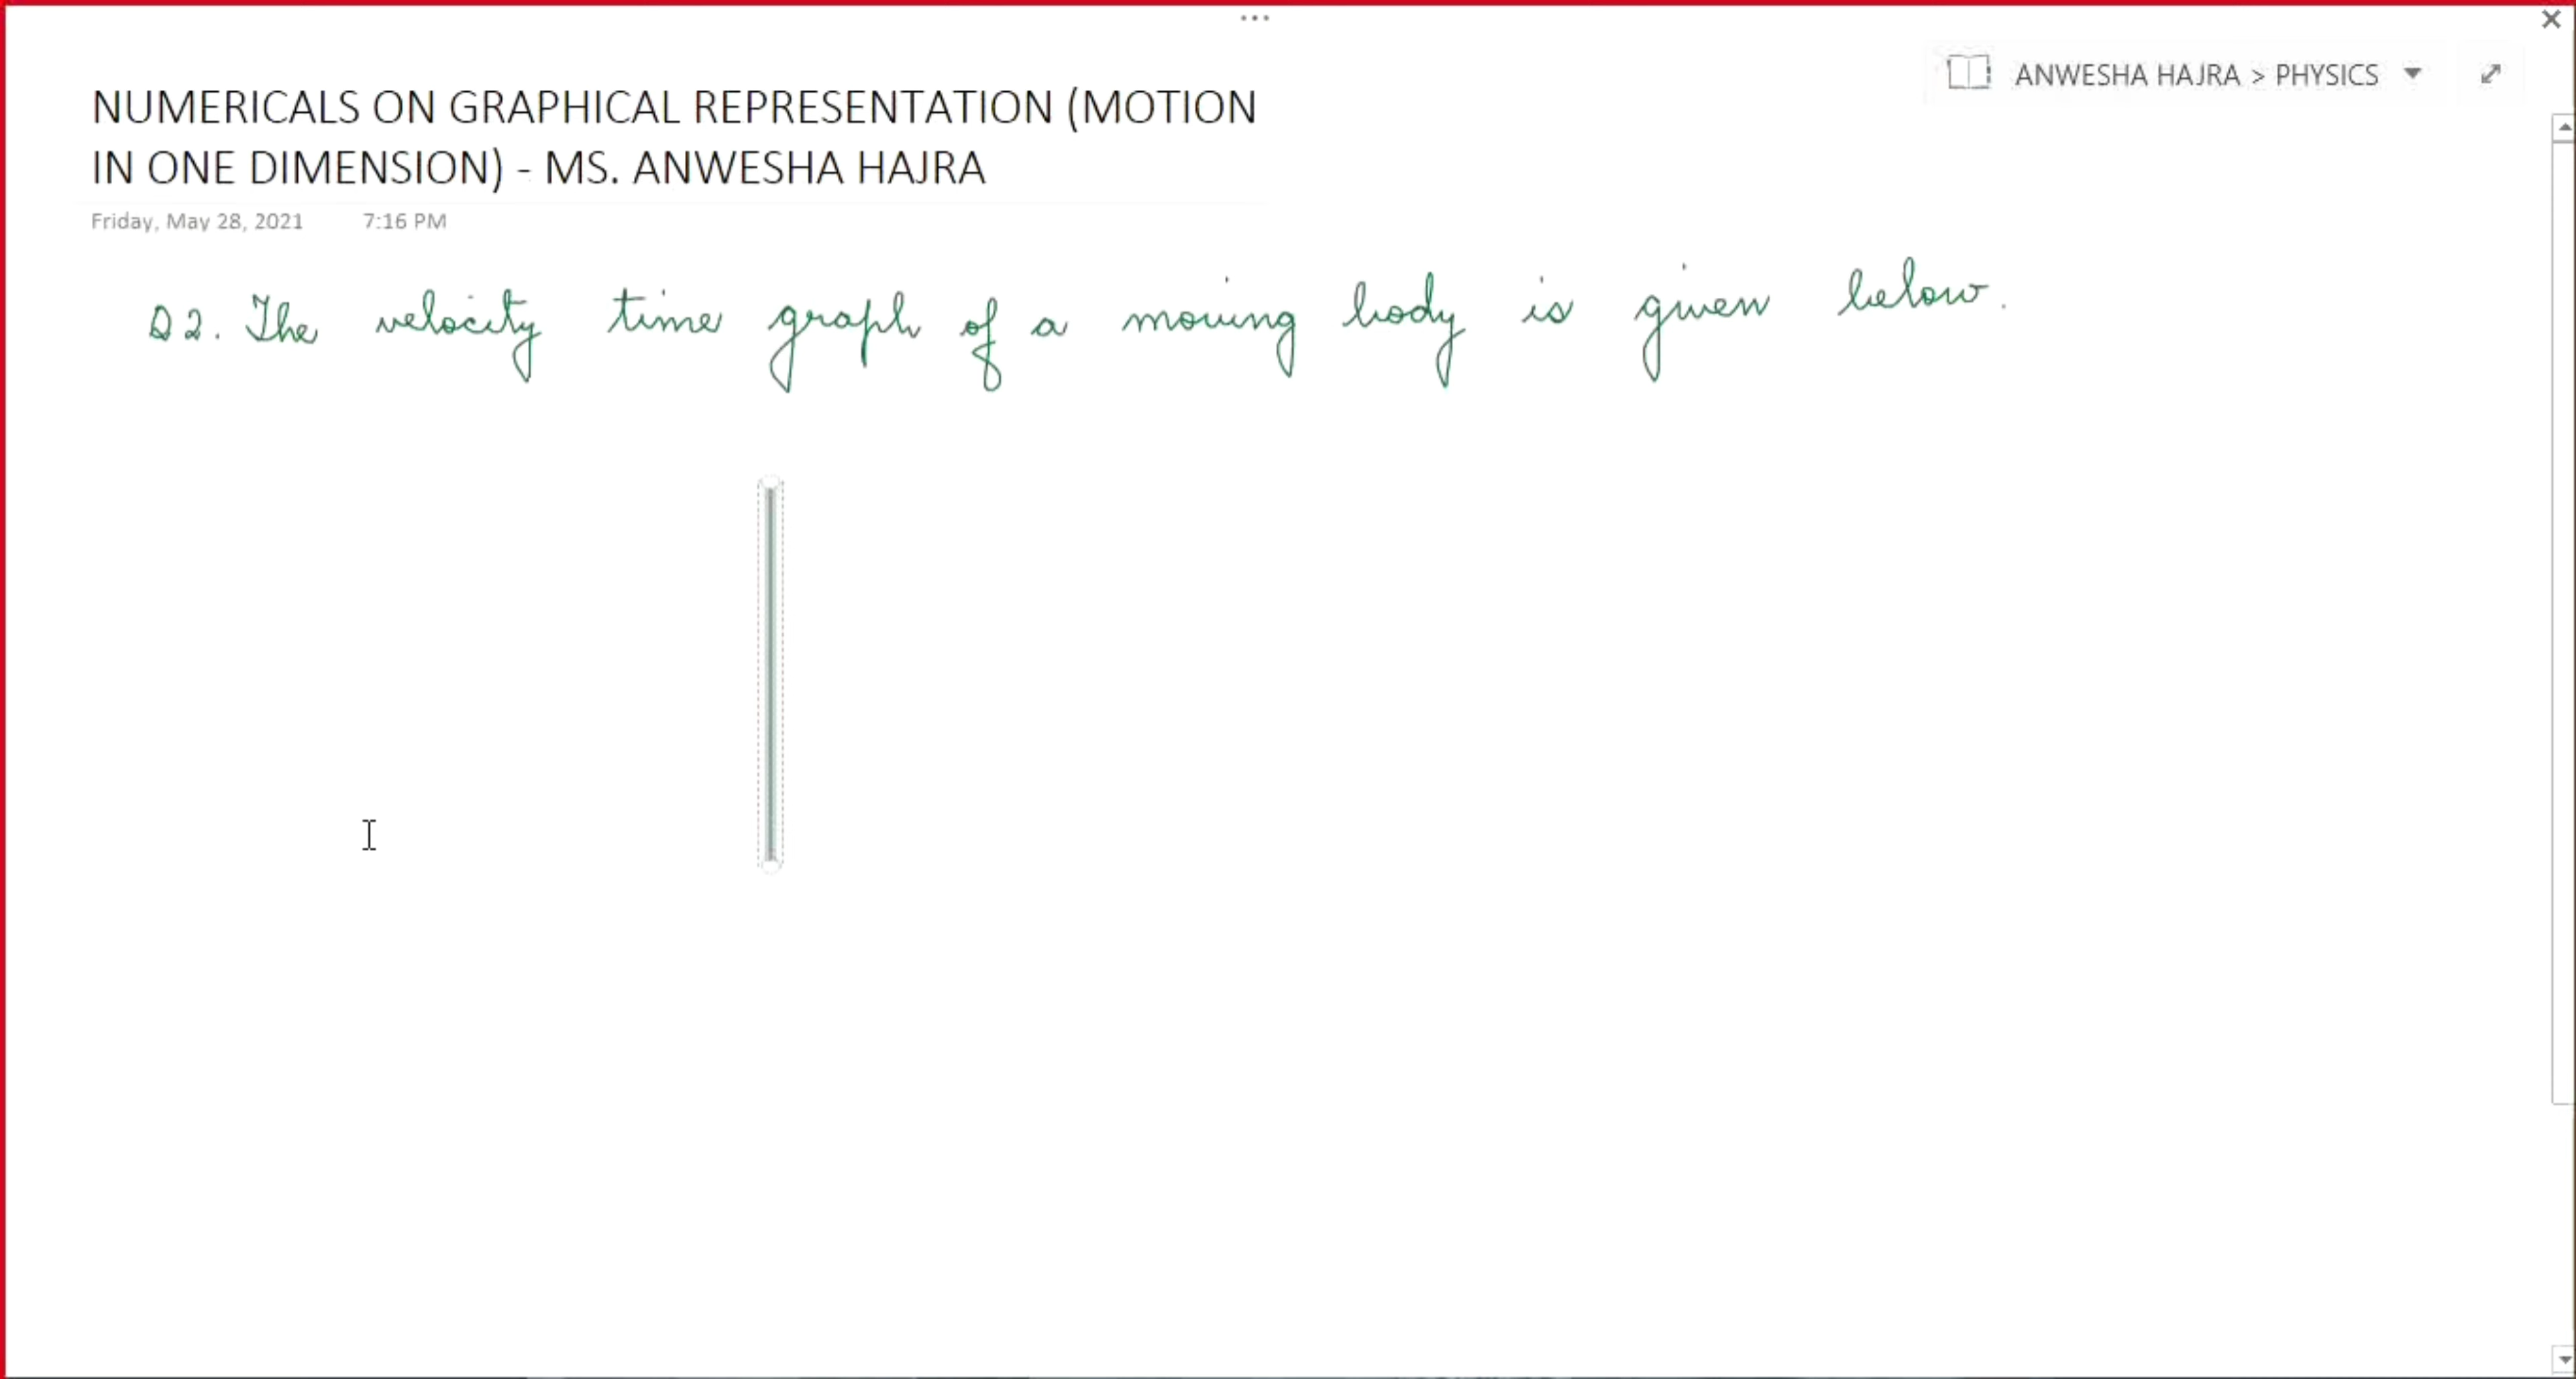 ANWESHA HAJRA > PHYSICS
NUMERICALS ON GRAPHICAL REPRESENTATION (MOTION
IN ONE DIMENSION) - MS. ANWESHA HAJRA
Friday, May 28, 2021 7:16 PM
Q2. The velocity time graph of a moving body is given below.